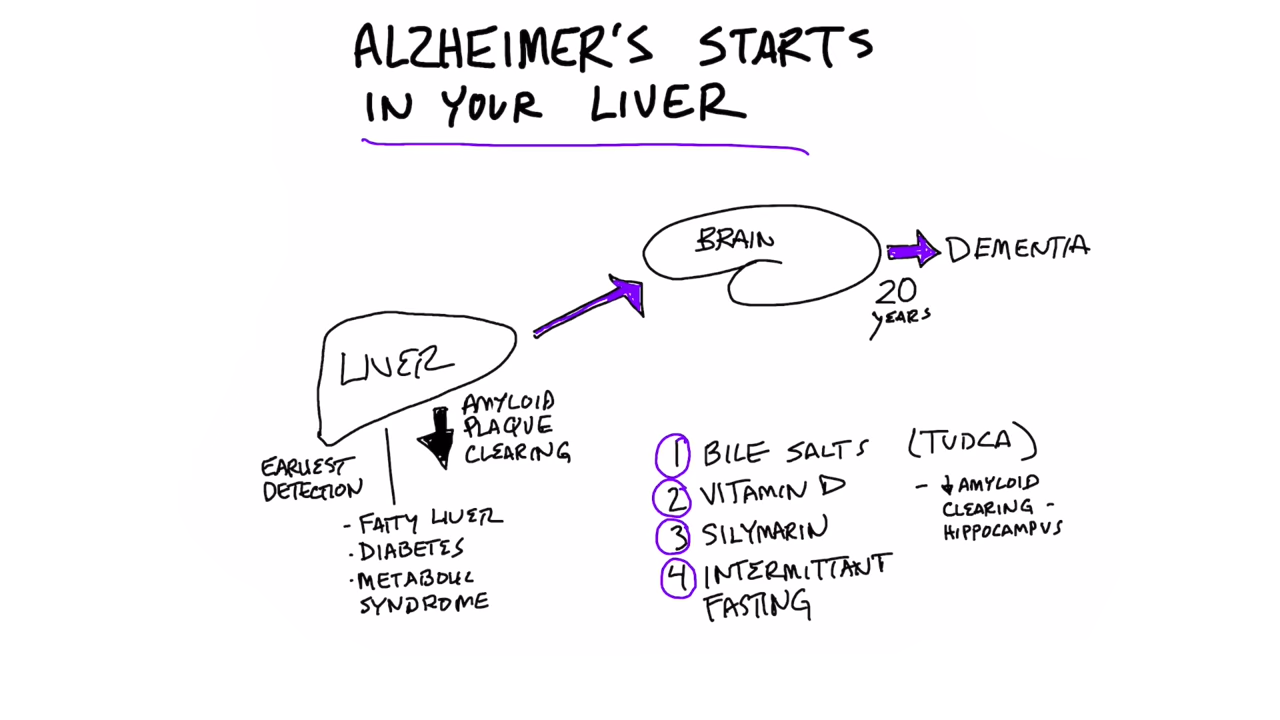 ALZHEIMER'S STARTS
IN YOUR LIVER
BRAIN
DEMENTIA
20
YEARS
LIVER
AMYLOID
PLAQUE
CLEARING
EARLIEST
DETECTION
- FATTY LIVER
· DIABETES
· METABOLIC
SYNDROME
1 BILE SALTS (TUDCA)
2 VITAMIN D
3 SILYMARIN
4 INTERMITTANT
FASTING
- ↓ AMYLOID
CLEARING -
HIPPOCAMPUS